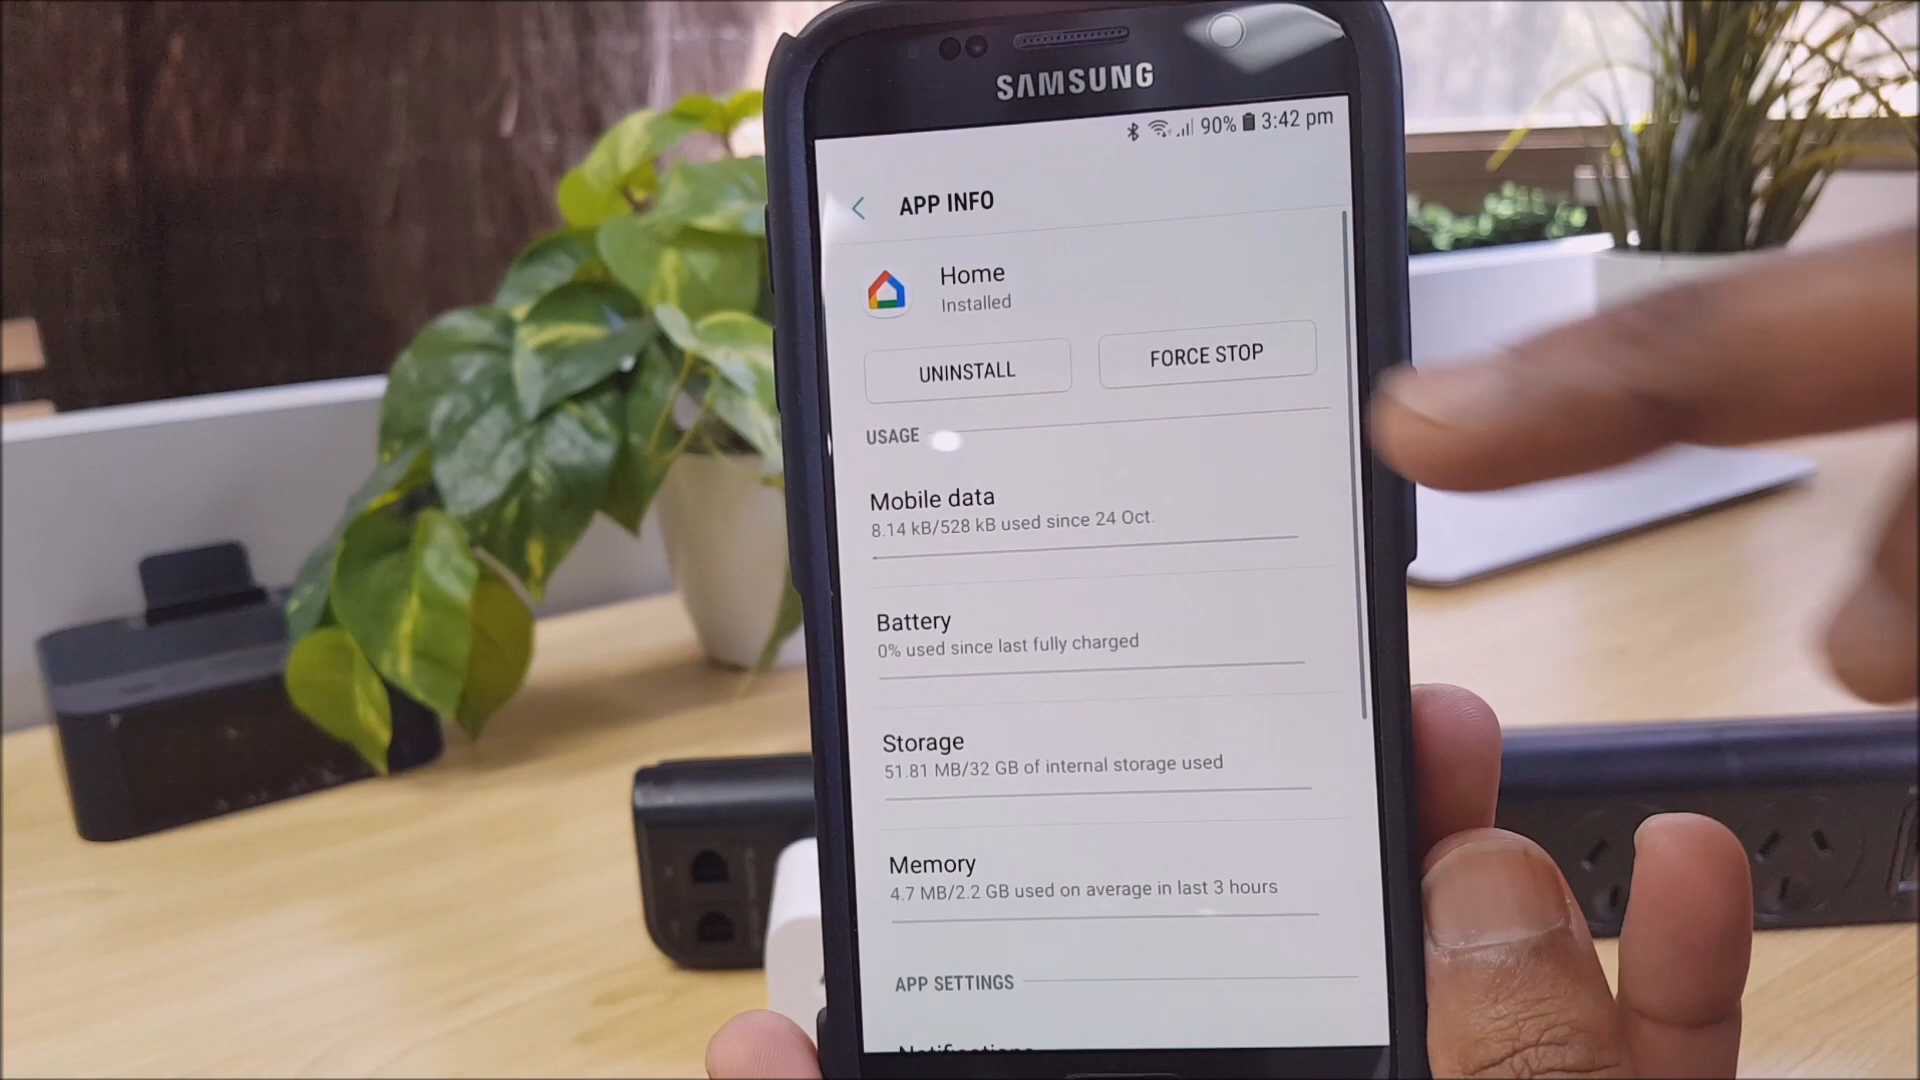 SAMSUNG
90% 3:42 pm
APP INFO
Home
Installed
UNINSTALL
FORCE STOP
USAGE
Mobile data
8.14 kB/528 kB used since 24 Oct.
Battery
0% used since last fully charged
Storage
51.81 MB/32 GB of internal storage used
Memory
4.7 MB/2.2 GB used on average in last 3 hours
APP SETTINGS
Notifications